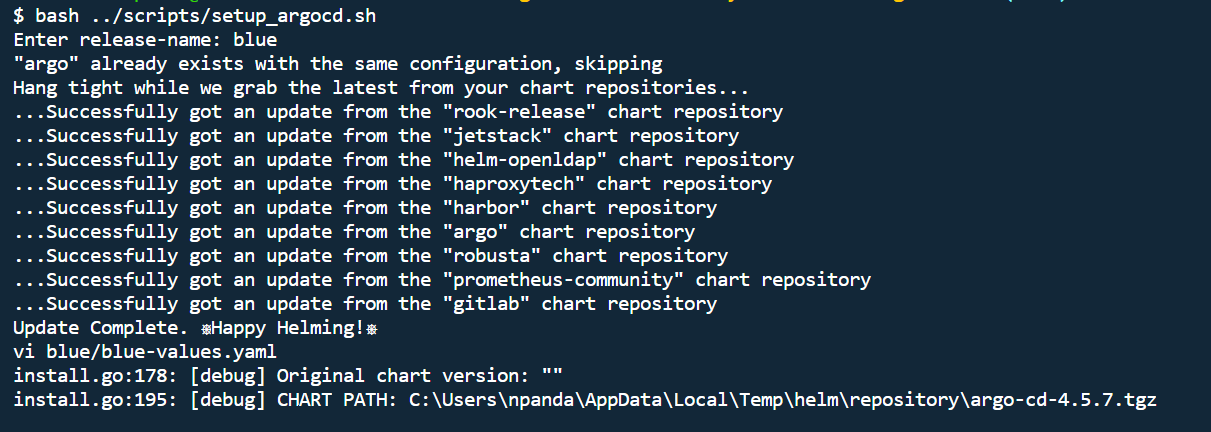 $ bash ../scripts/setup_argocd.sh
Enter release-name: blue
"argo" already exists with the same configuration, skipping
Hang tight while we grab the latest from your chart repositories...
...Successfully got an update from the "rook-release" chart repository
...Successfully got an update from the "jetstack" chart repository
...Successfully got an update from the "helm-openldap" chart repository
...Successfully got an update from the "haproxytech" chart repository
...Successfully got an update from the "harbor" chart repository
...Successfully got an update from the "argo" chart repository
...Successfully got an update from the "robusta" chart repository
...Successfully got an update from the "prometheus-community" chart repository
...Successfully got an update from the "gitlab" chart repository
Update Complete. ⎈Happy Helming!⎈
vi blue/blue-values.yaml
install.go:178: [debug] Original chart version: ""
install.go:195: [debug] CHART PATH: C:\Users\npanda\AppData\Local\Temp\helm\repository\argo-cd-4.5.7.tgz